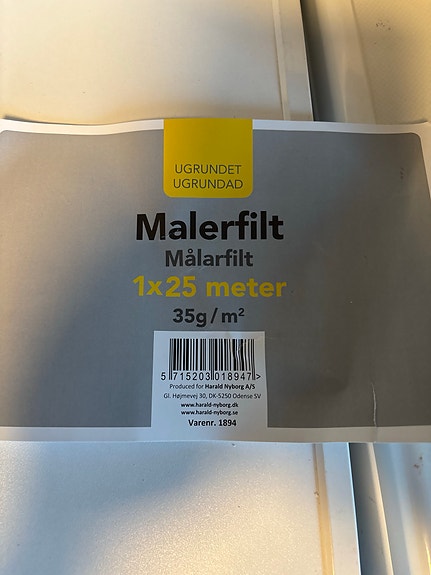 UGRUNDET
UGRUNDAD
Malerfilt
Målarfilt
1x25 meter
35g/m²
5 715203 018947 >
Produced for Harald Nyborg A/S
Gl. Højmevej 30, DK-5250 Odense SV
www.harald-nyborg.dk
www.harald-nyborg.se
Varenr. 1894